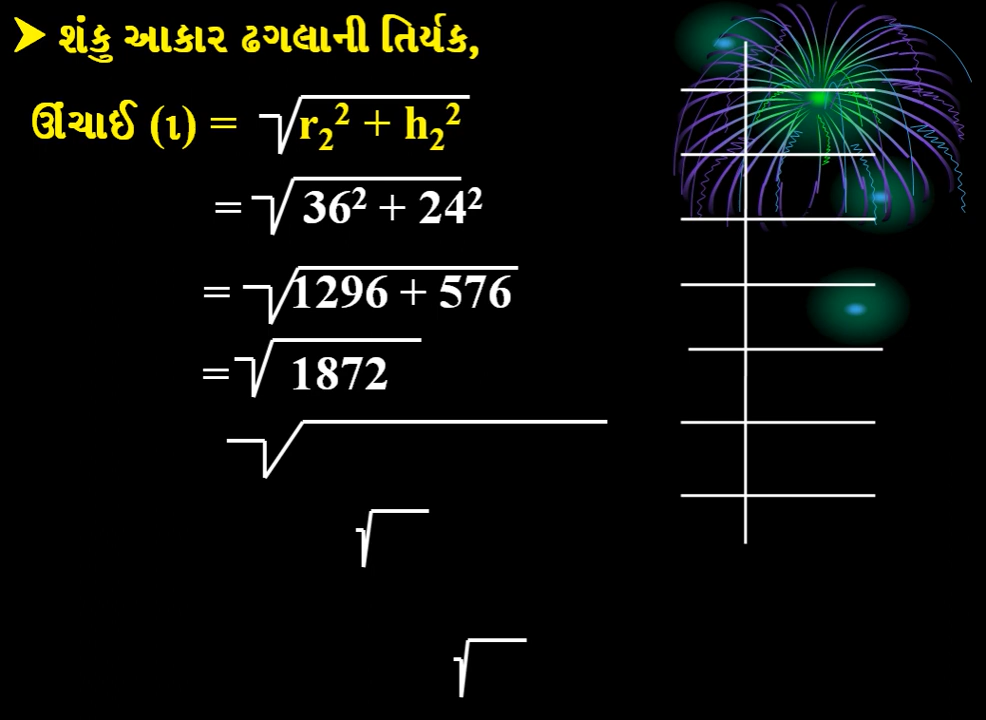 ➤ શંકુ આકાર ઢગલાની તિર્યક,
ઊંચાઈ (l) = √r₂² + h₂²
= √36² + 24²
= √1296 + 576
= √1872